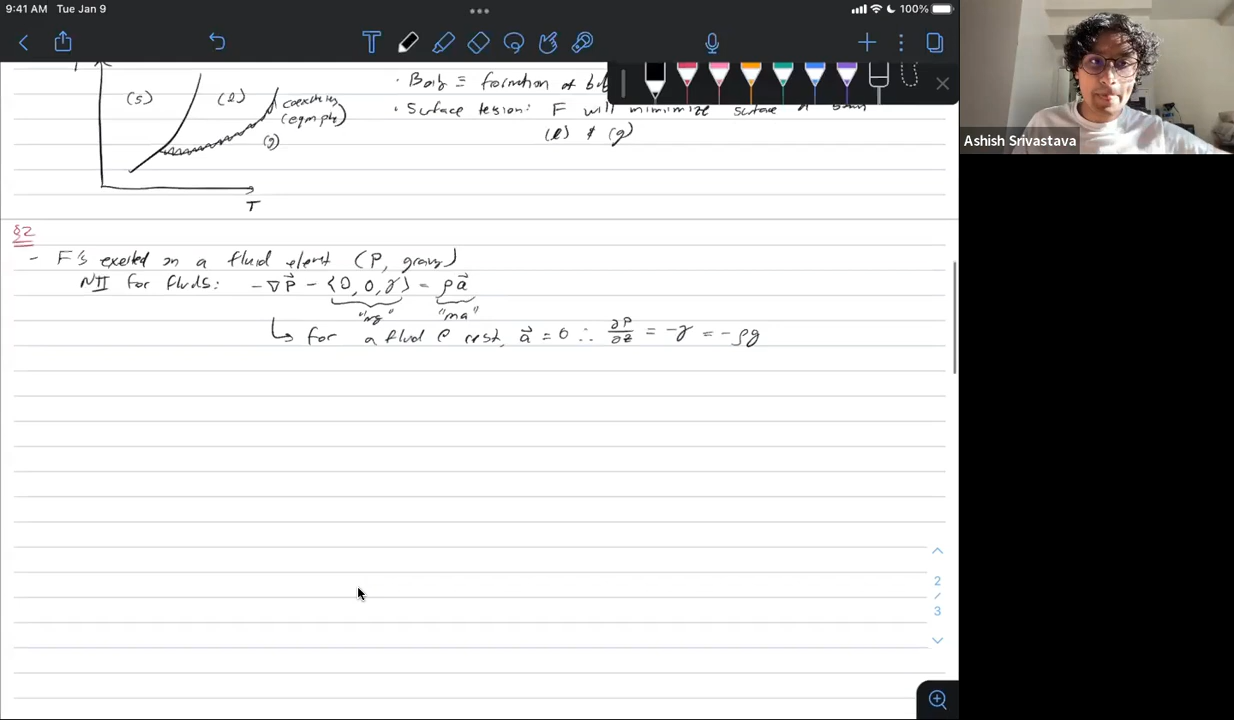 9:41 AM Tue Jan 9
100%
Ashish Srivastava
(s)
(l)
coexisting
(g)
T
· Boil ≡ formation of
· Surface tension: F will minimize surface
(l) & (g)
§2
- F's exerted on a fluid element (P, gravity)
NII for fluids: -∇P⃗ - {0, 0, γ} = ρa⃗
"mg" "ma"
↳ for a fluid @ rest, a⃗ = 0 ∴ ∂P/∂z = -γ = -ρg
2
/
3